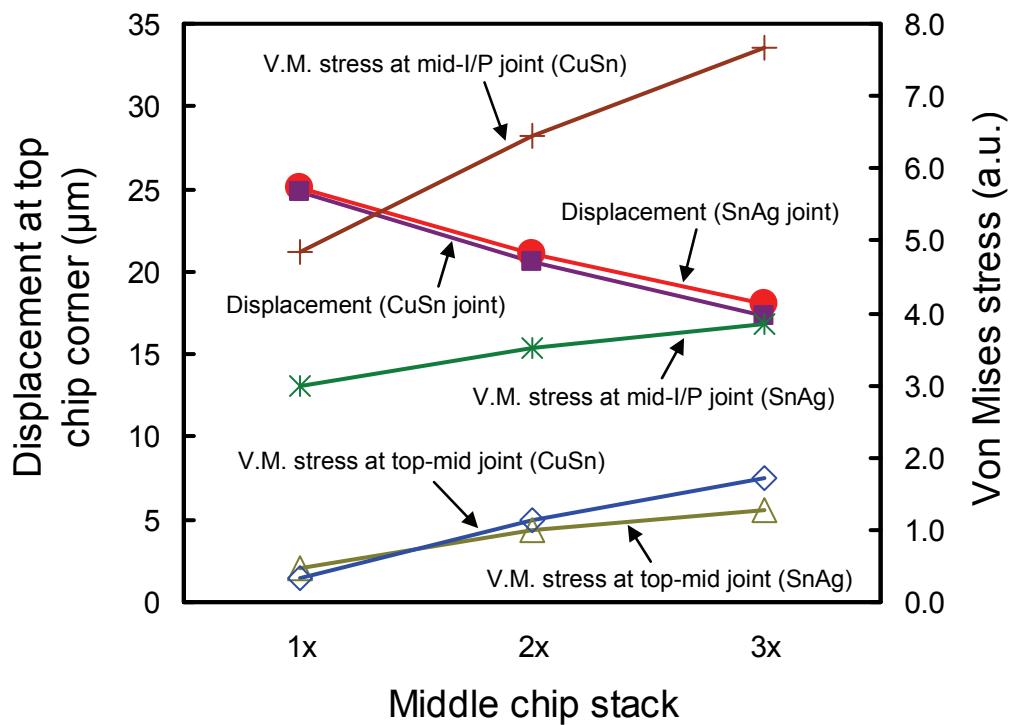 Displacement at top
chip corner (µm)
35
30
25
20
15
10
5
0
V.M. stress at mid-I/P joint (CuSn)
Displacement (SnAg joint)
Displacement (CuSn joint)
V.M. stress at mid-I/P joint (SnAg)
V.M. stress at top-mid joint (CuSn)
V.M. stress at top-mid joint (SnAg)
8.0
7.0
6.0
5.0
4.0
3.0
2.0
1.0
0.0
Von Mises stress (a.u.)
1x 2x 3x
Middle chip stack